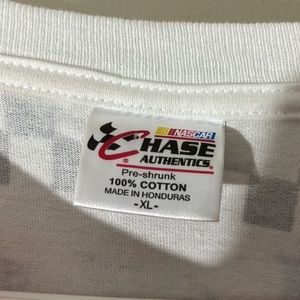 NASCAR
CHASE
AUTHENTICS.
Pre-shrunk
100% COTTON
MADE IN HONDURAS
-XL-